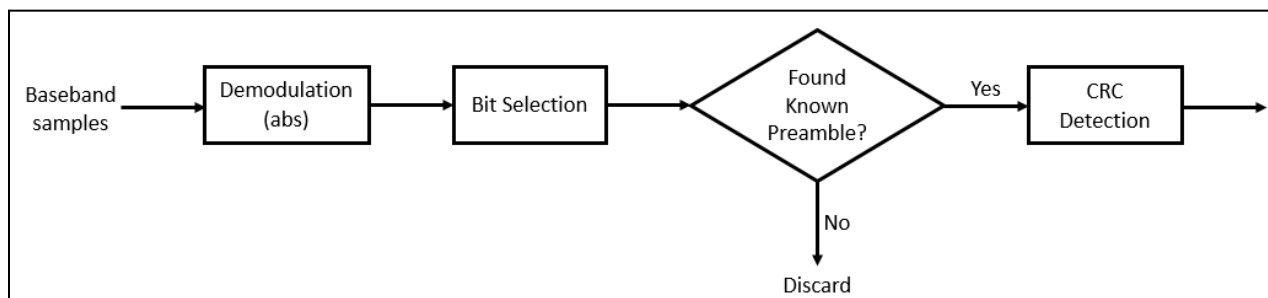 Baseband
samples
Demodulation
(abs)
Bit Selection
Found
Known
Preamble?
Yes
CRC
Detection
No
Discard